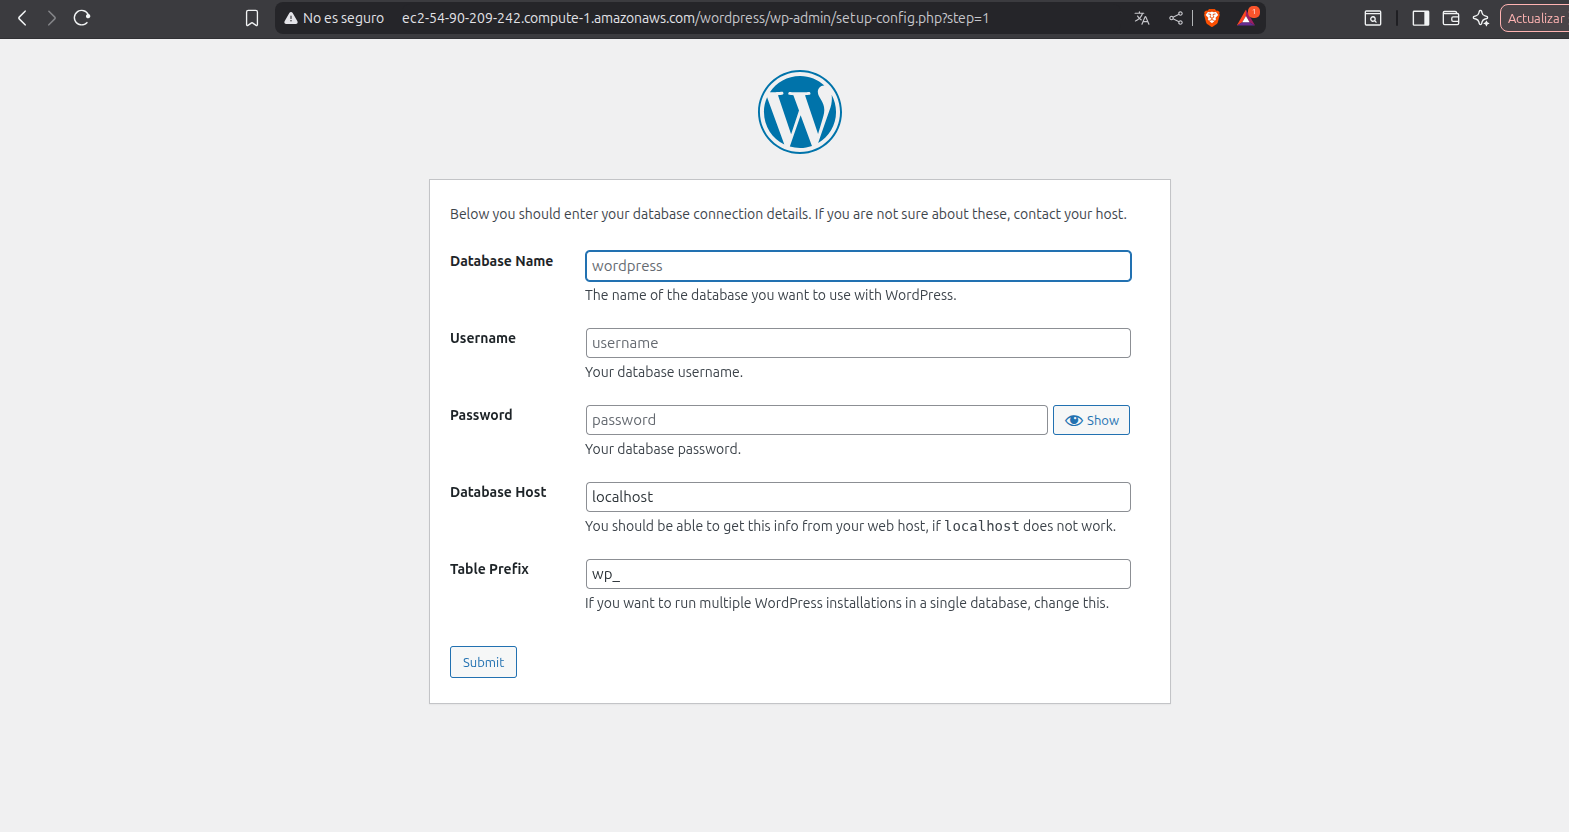 No es seguro ec2-54-90-209-242.compute-1.amazonaws.com/wordpress/wp-admin/setup-config.php?step=1
1
Actualizar
W
Below you should enter your database connection details. If you are not sure about these, contact your host.
Database Name
wordpress
The name of the database you want to use with WordPress.
Username
username
Your database username.
Password
password
Show
Your database password.
Database Host
localhost
You should be able to get this info from your web host, if localhost does not work.
Table Prefix
wp_
If you want to run multiple WordPress installations in a single database, change this.
Submit